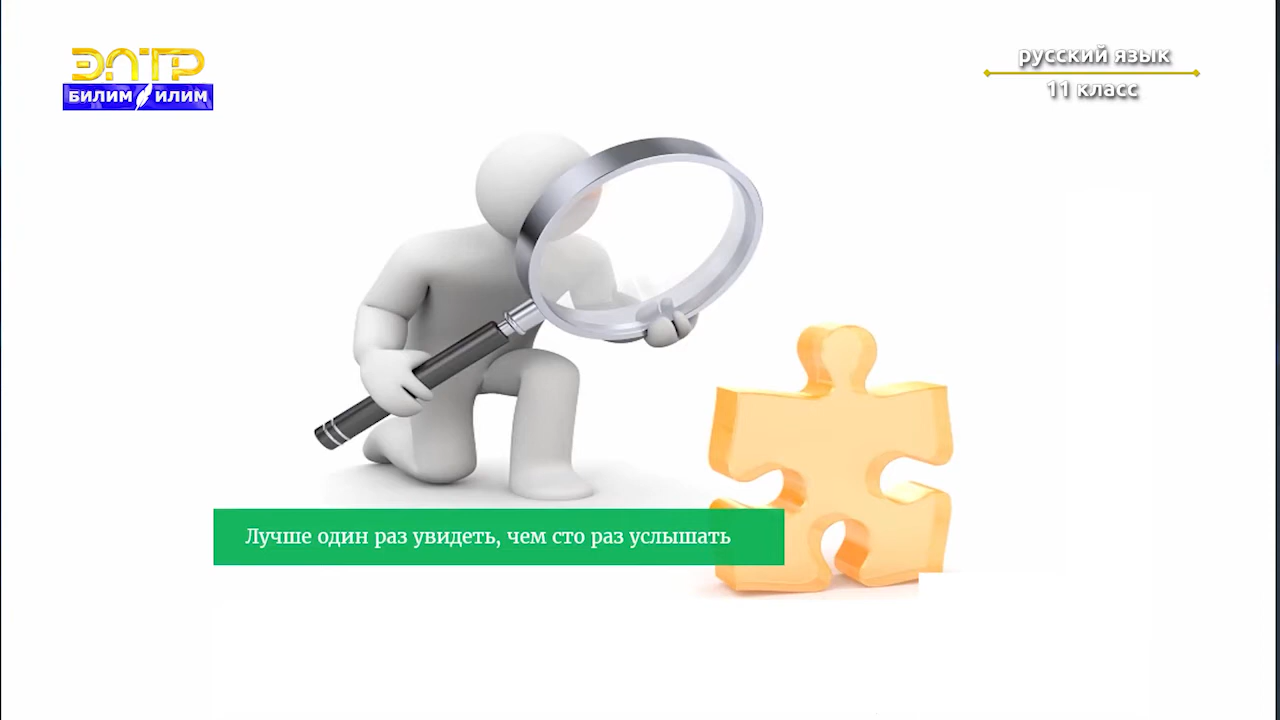 ЭЛТР
БИЛИМ ИЛИМ
русский язык
11 класс
Лучше один раз увидеть, чем сто раз услышать